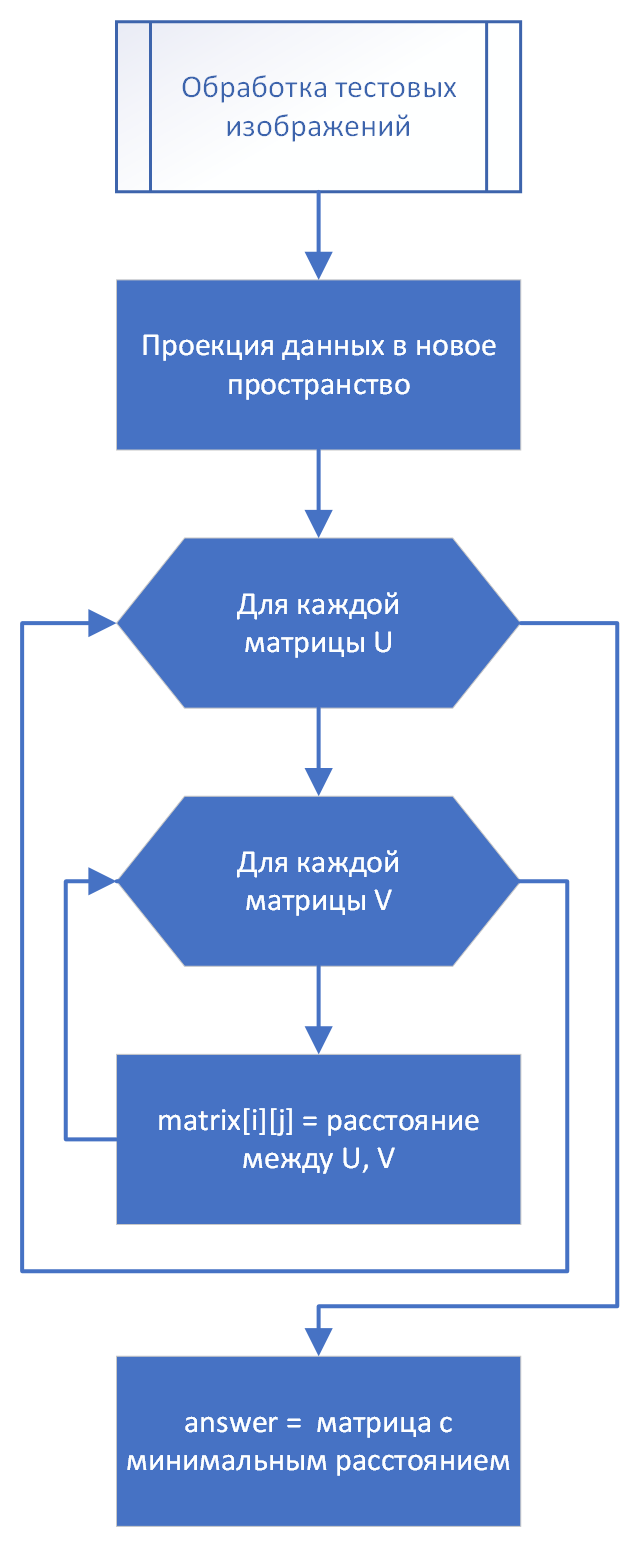 Обработка тестовых
изображений
Проекция данных в новое
пространство
Для каждой
матрицы U
Для каждой
матрицы V
matrix[i][j] = расстояние
между U, V
answer =  матрица с
минимальным расстоянием